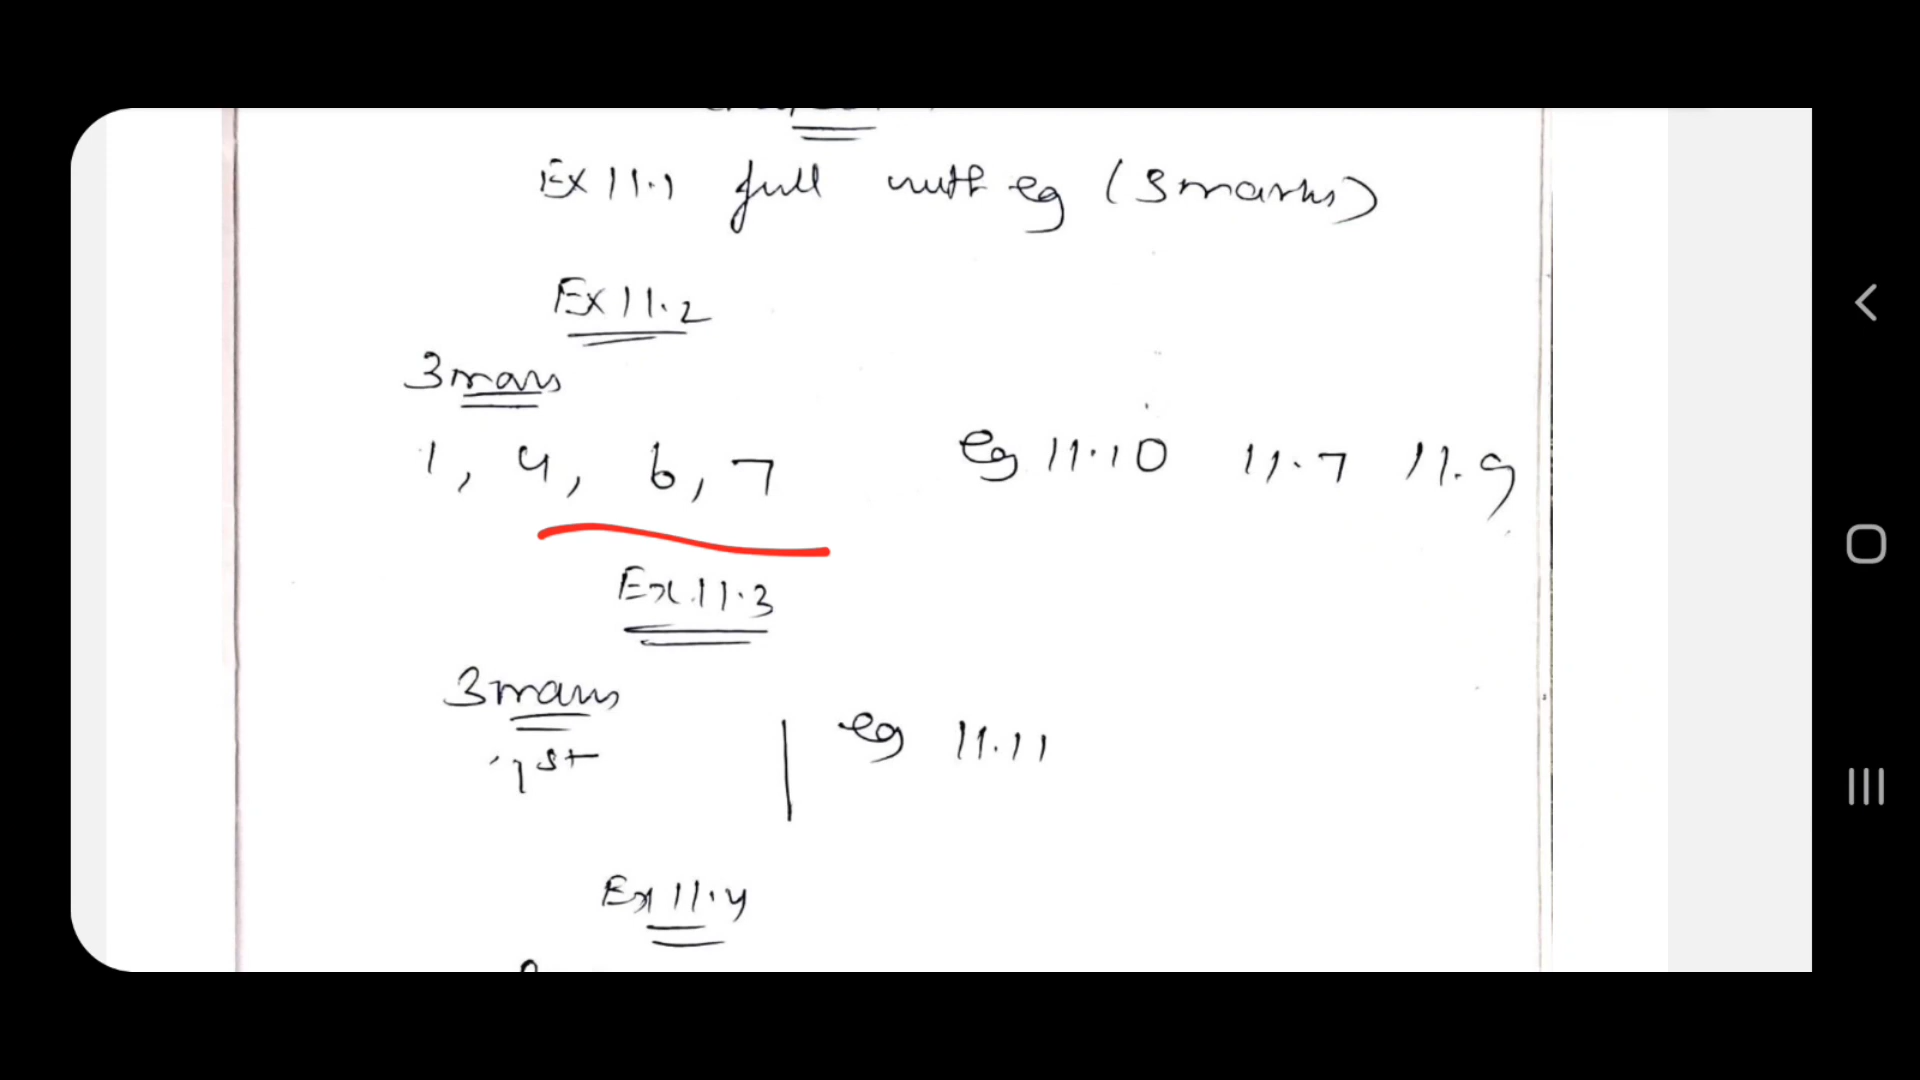 Ex 11.1 full with eg (3 marks)
Ex 11.2
3 marks
1, 4, 6, 7 eg 11.10 11.7 11.9
Ex 11.3
3 marks
1st eg 11.11
Ex 11.4